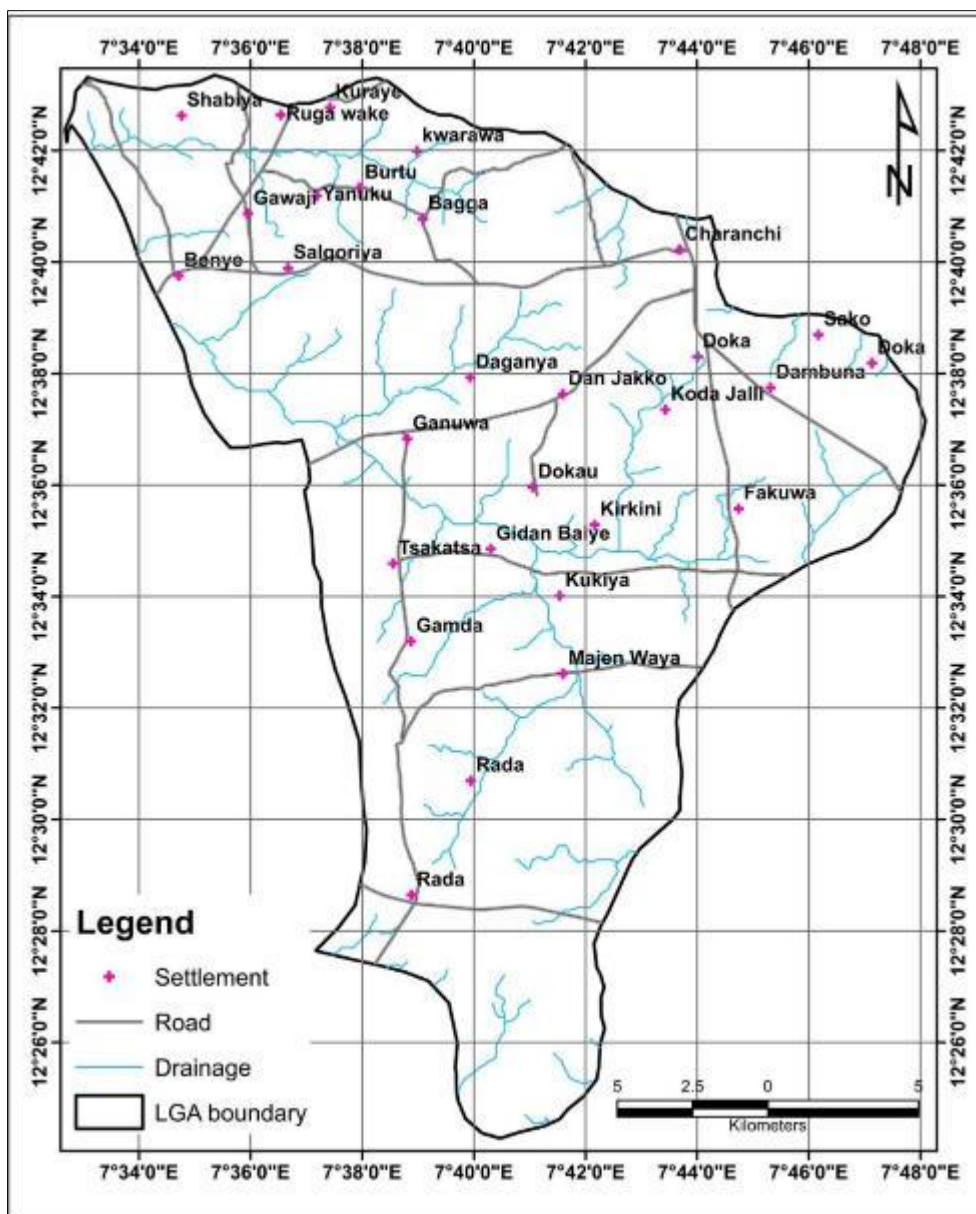 7°34'0"E 7°36'0"E 7°38'0"E 7°40'0"E 7°42'0"E 7°44'0"E 7°46'0"E 7°48'0"E
12°42'0"N
12°40'0"N
12°38'0"N
12°36'0"N
12°34'0"N
12°32'0"N
12°30'0"N
12°28'0"N
12°26'0"N
N
Kuraye
Shabiya
Ruga wake
kwarawa
Burtu
Gawaji
Yanuku
Bagga
Charanchi
Salgoriya
Benye
Sako
Doka
Doka
Daganya
Dambuna
Dan Jakko
Koda Jalli
Ganuwa
Dokau
Fakuwa
Kirkini
Gidan Baiye
Tsakatsa
Kukiya
Gamda
Majen Waya
Rada
Rada
Legend
Settlement
Road
Drainage
LGA boundary
5 2.5 0 5
Kilometers
12°42'0"N
12°40'0"N
12°38'0"N
12°36'0"N
12°34'0"N
12°32'0"N
12°30'0"N
12°28'0"N
12°26'0"N
7°34'0"E 7°36'0"E 7°38'0"E 7°40'0"E 7°42'0"E 7°44'0"E 7°46'0"E 7°48'0"E